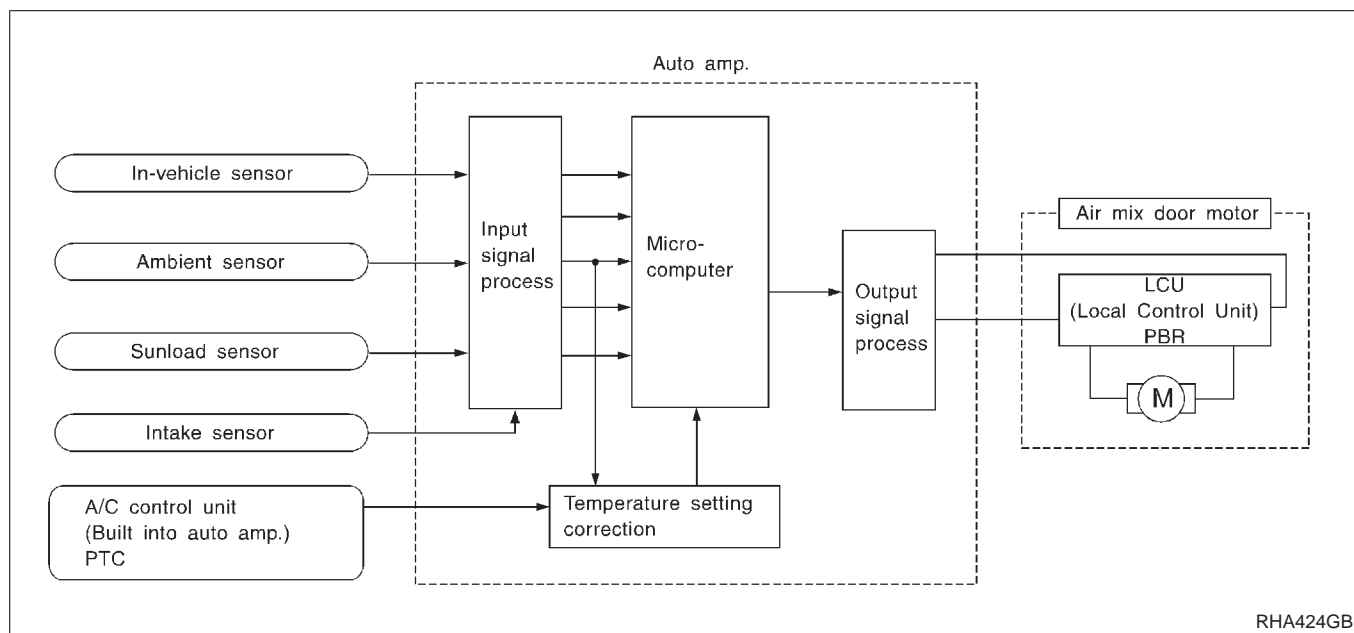 Auto amp.
In-vehicle sensor
Ambient sensor
Sunload sensor
Intake sensor
A/C control unit
(Built into auto amp.)
PTC
Input
signal
process
Micro-
computer
Temperature setting
correction
Output
signal
process
Air mix door motor
LCU
(Local Control Unit)
PBR
M
RHA424GB